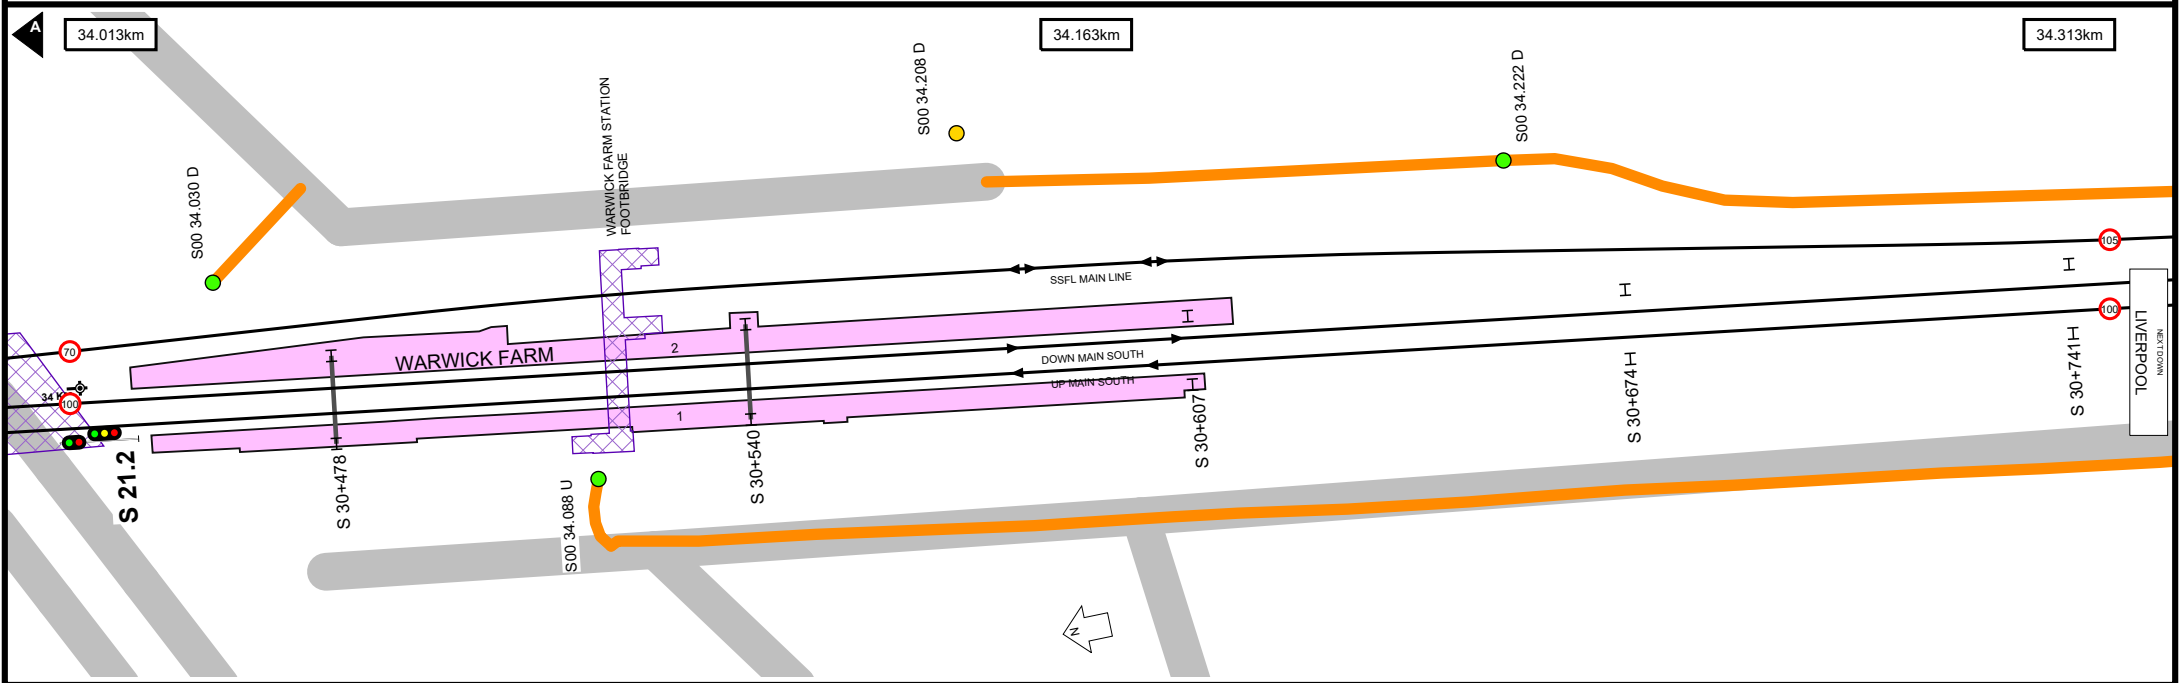 A
34.013km
34.163km
34.313km
S00 34.030 D
WARWICK FARM STATION
FOOTBRIDGE
S00 34.208 D
S00 34.222 D
SSFL MAIN LINE
105
70
WARWICK FARM
2
DOWN MAIN SOUTH
UP MAIN SOUTH
100
34 K
100
1
LIVERPOOL
NEXT DOWN
S 21.2
S 30+478
S00 34.088 U
S 30+540
S 30+607
S 30+674
S 30+741
N